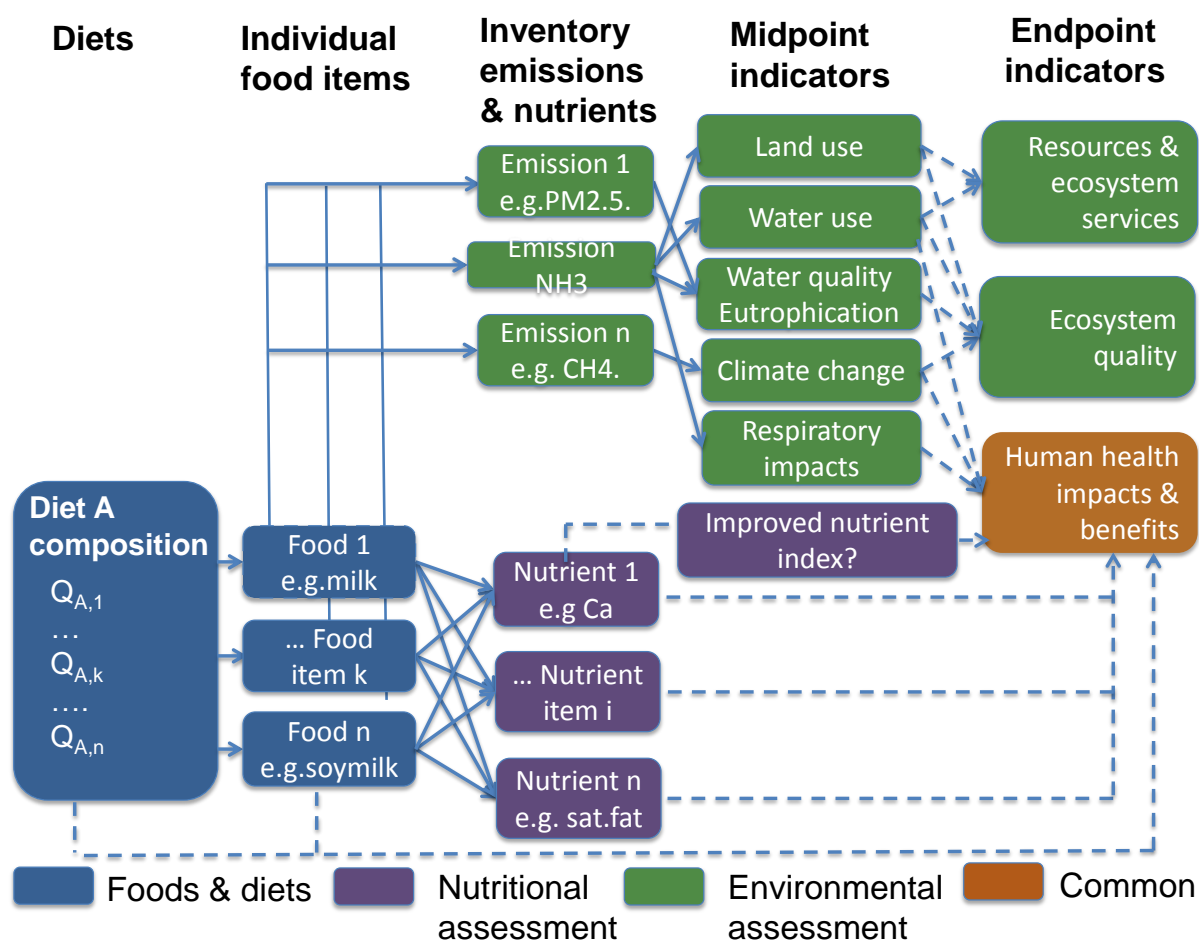 Diets
Individual
food items
Inventory
emissions
& nutrients
Midpoint
indicators
Endpoint
indicators
Emission 1
e.g.PM2.5.
Emission
NH3
Emission n
e.g. CH4.
Land use
Water use
Water quality
Eutrophication
Climate change
Respiratory
impacts
Resources &
ecosystem
services
Ecosystem
quality
Human health
impacts &
benefits
Diet A
composition
Q_A,1
...
Q_A,k
....
Q_A,n
Food 1
e.g.milk
... Food
item k
Food n
e.g.soymilk
Improved nutrient
index?
Nutrient 1
e.g Ca
... Nutrient
item i
Nutrient n
e.g. sat.fat
Foods & diets
Nutritional
assessment
Environmental
assessment
Common